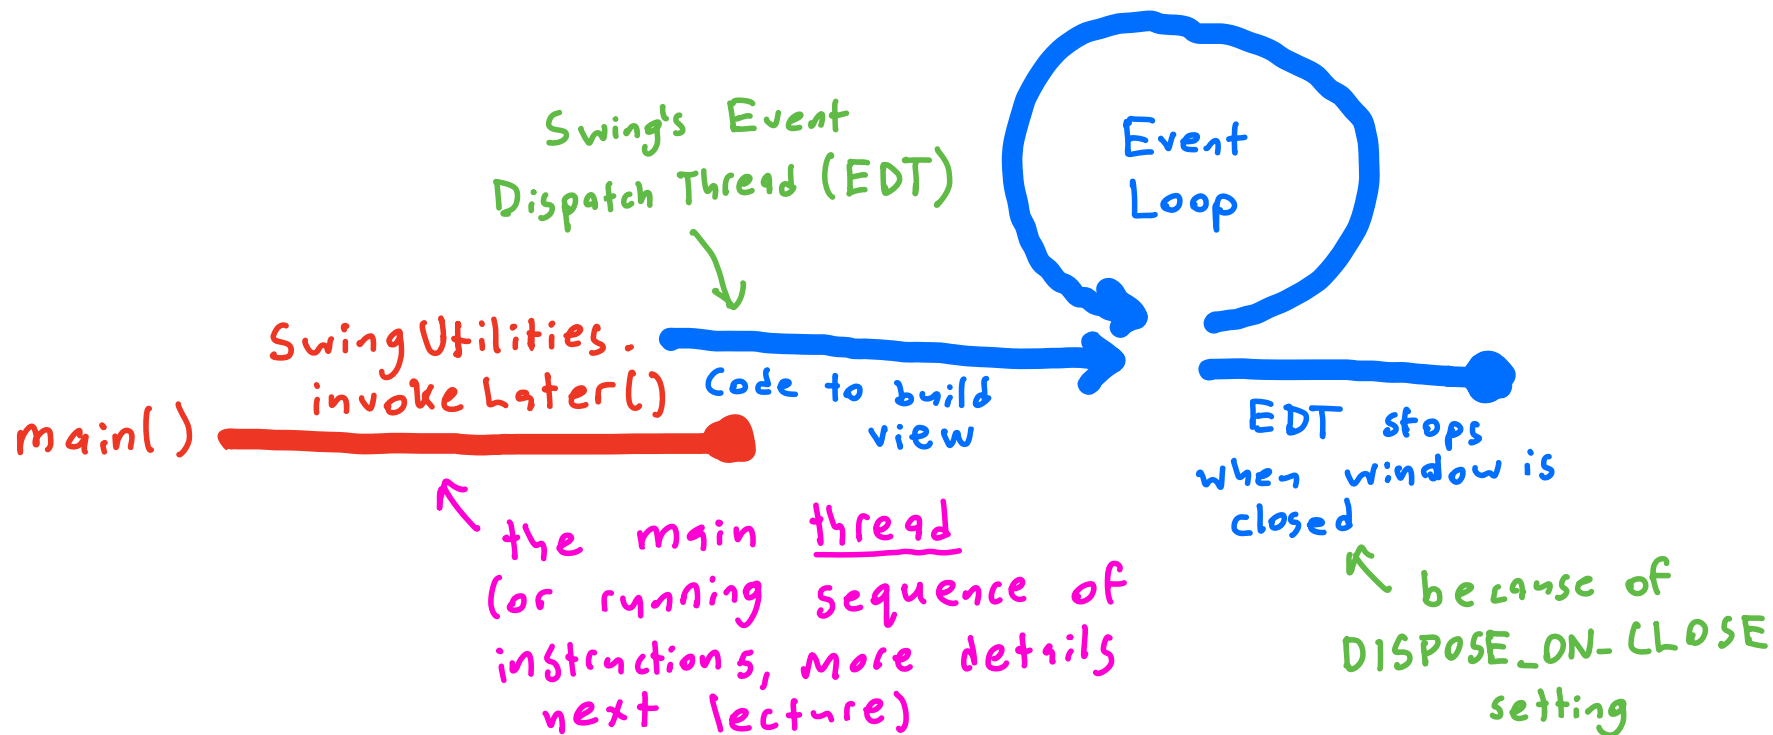 Swing's Event
Dispatch Thread (EDT)
Event
Loop
SwingUtilities.
invokeLater()
main()
Code to build
view
EDT stops
when window is
closed
the main thread
(or running sequence of
instructions, more details
next lecture)
because of
DISPOSE_ON_CLOSE
setting